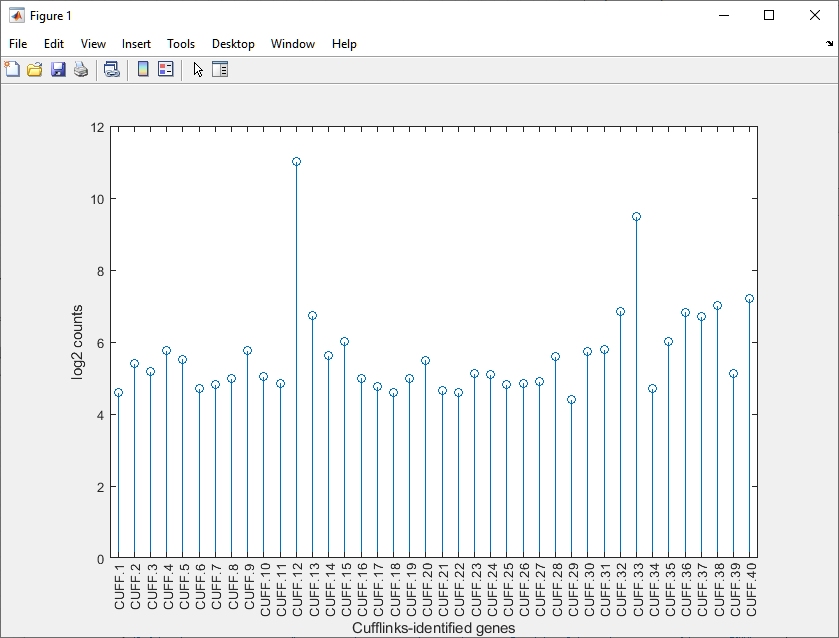 Figure 1
File Edit View Insert Tools Desktop Window Help
12
10
8
6
4
2
0
log2 counts
CUFF.1
CUFF.2
CUFF.3
CUFF.4
CUFF.5
CUFF.6
CUFF.7
CUFF.8
CUFF.9
CUFF.10
CUFF.11
CUFF.12
CUFF.13
CUFF.14
CUFF.15
CUFF.16
CUFF.17
CUFF.18
CUFF.19
CUFF.20
CUFF.21
CUFF.22
CUFF.23
CUFF.24
CUFF.25
CUFF.26
CUFF.27
CUFF.28
CUFF.29
CUFF.30
CUFF.31
CUFF.32
CUFF.33
CUFF.34
CUFF.35
CUFF.36
CUFF.37
CUFF.38
CUFF.39
CUFF.40
Cufflinks-identified genes